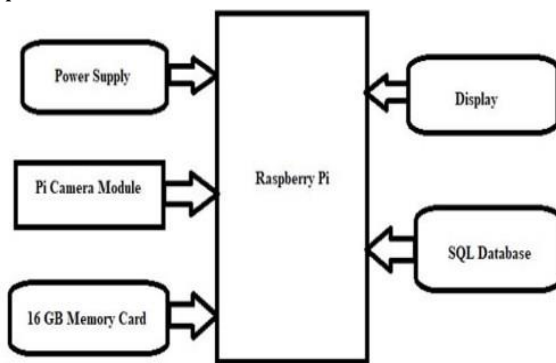 Power Supply
Pi Camera Module
16 GB Memory Card
Raspberry Pi
Display
SQL Database